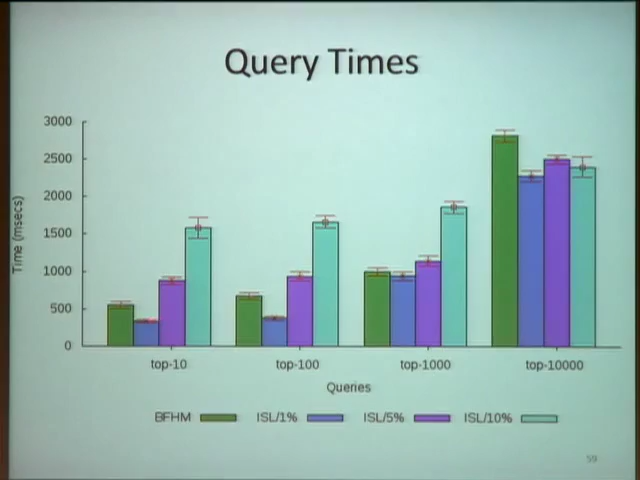 Query Times
3000
2500
2000
1500
1000
500
0
Time (msecs)
top-10 top-100 top-1000 top-10000
Queries
BFHM ISL/1% ISL/5% ISL/10%
59